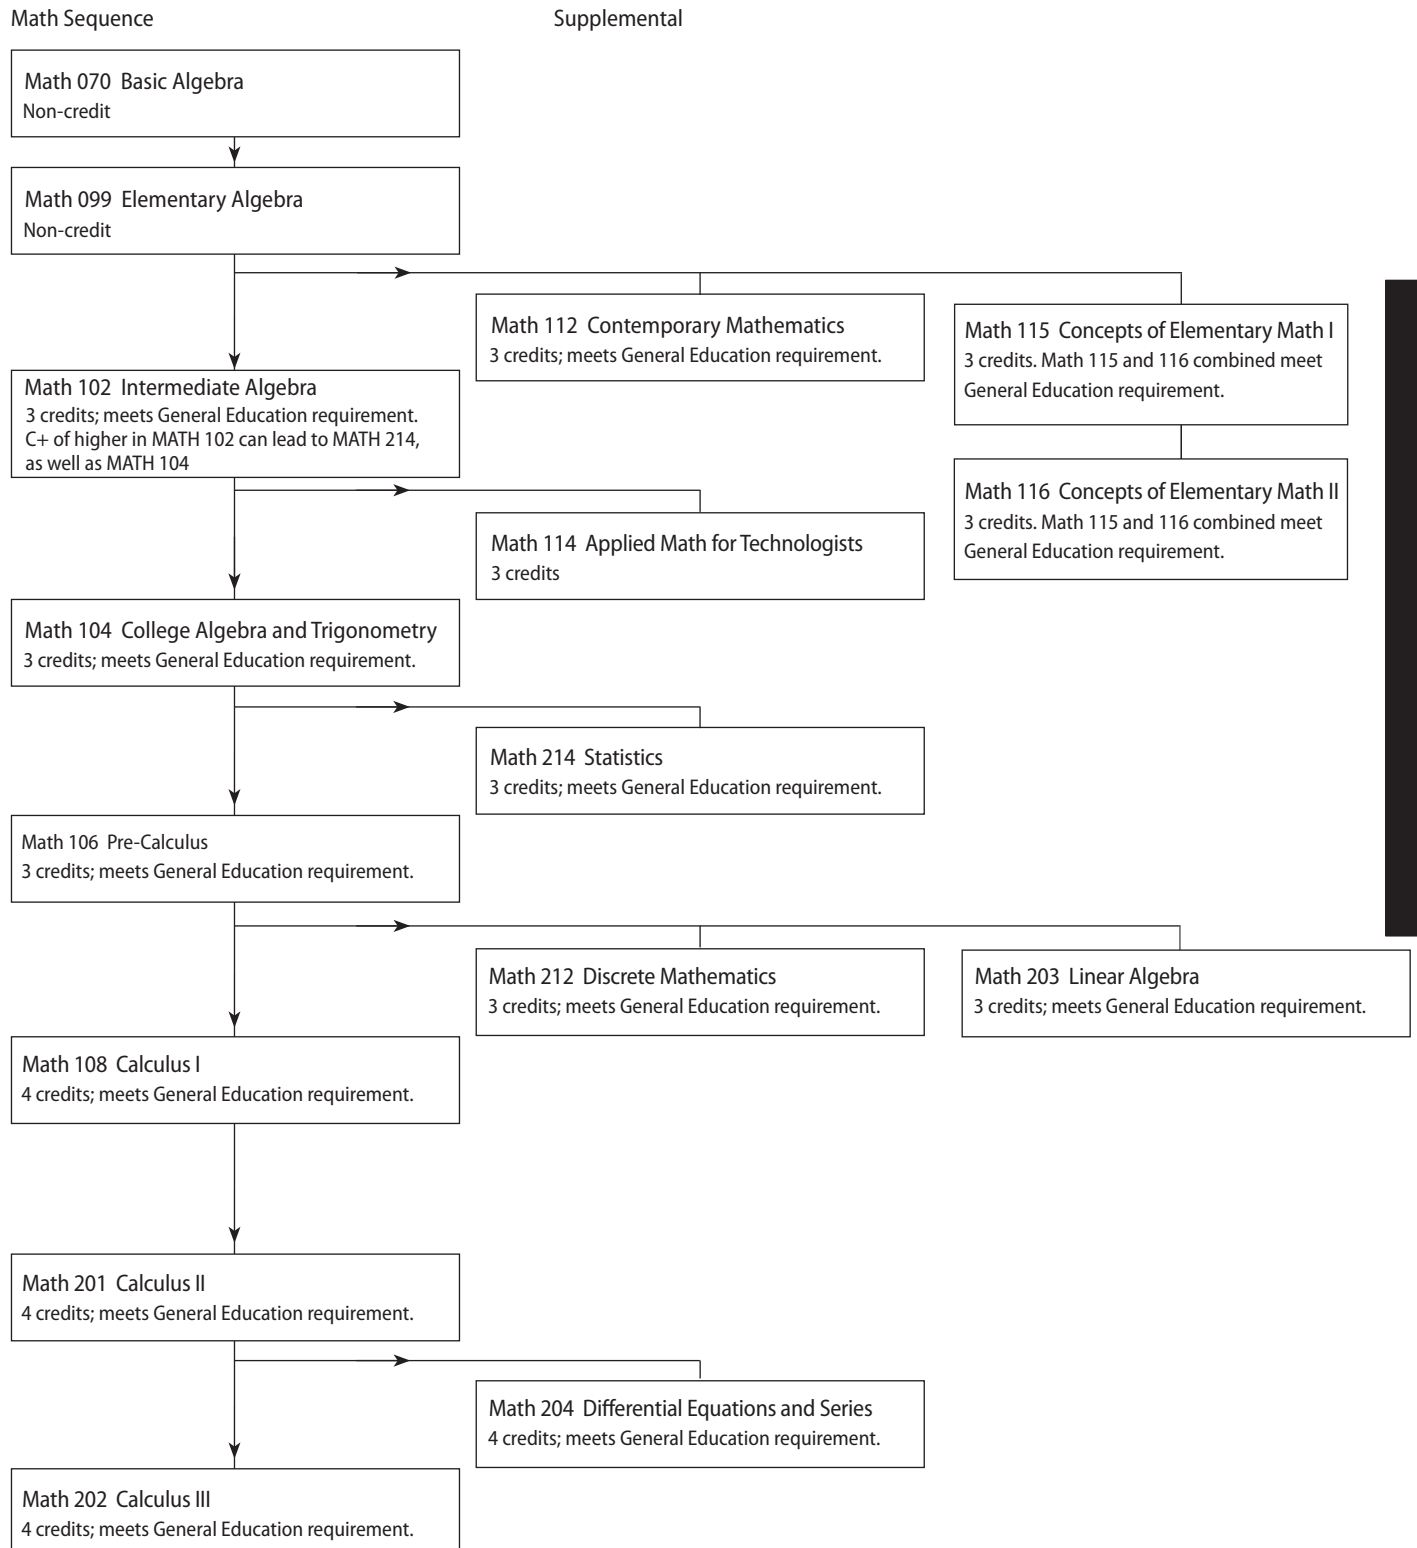 Math Sequence
Supplemental
Math 070 Basic Algebra
Non-credit
Math 099 Elementary Algebra
Non-credit
Math 112 Contemporary Mathematics
3 credits; meets General Education requirement.
Math 115 Concepts of Elementary Math I
3 credits. Math 115 and 116 combined meet
General Education requirement.
Math 102 Intermediate Algebra
3 credits; meets General Education requirement.
C+ of higher in MATH 102 can lead to MATH 214,
as well as MATH 104
Math 116 Concepts of Elementary Math II
3 credits. Math 115 and 116 combined meet
General Education requirement.
Math 114 Applied Math for Technologists
3 credits
Math 104 College Algebra and Trigonometry
3 credits; meets General Education requirement.
Math 214 Statistics
3 credits; meets General Education requirement.
Math 106 Pre-Calculus
3 credits; meets General Education requirement.
Math 212 Discrete Mathematics
3 credits; meets General Education requirement.
Math 203 Linear Algebra
3 credits; meets General Education requirement.
Math 108 Calculus I
4 credits; meets General Education requirement.
Math 201 Calculus II
4 credits; meets General Education requirement.
Math 204 Differential Equations and Series
4 credits; meets General Education requirement.
Math 202 Calculus III
4 credits; meets General Education requirement.